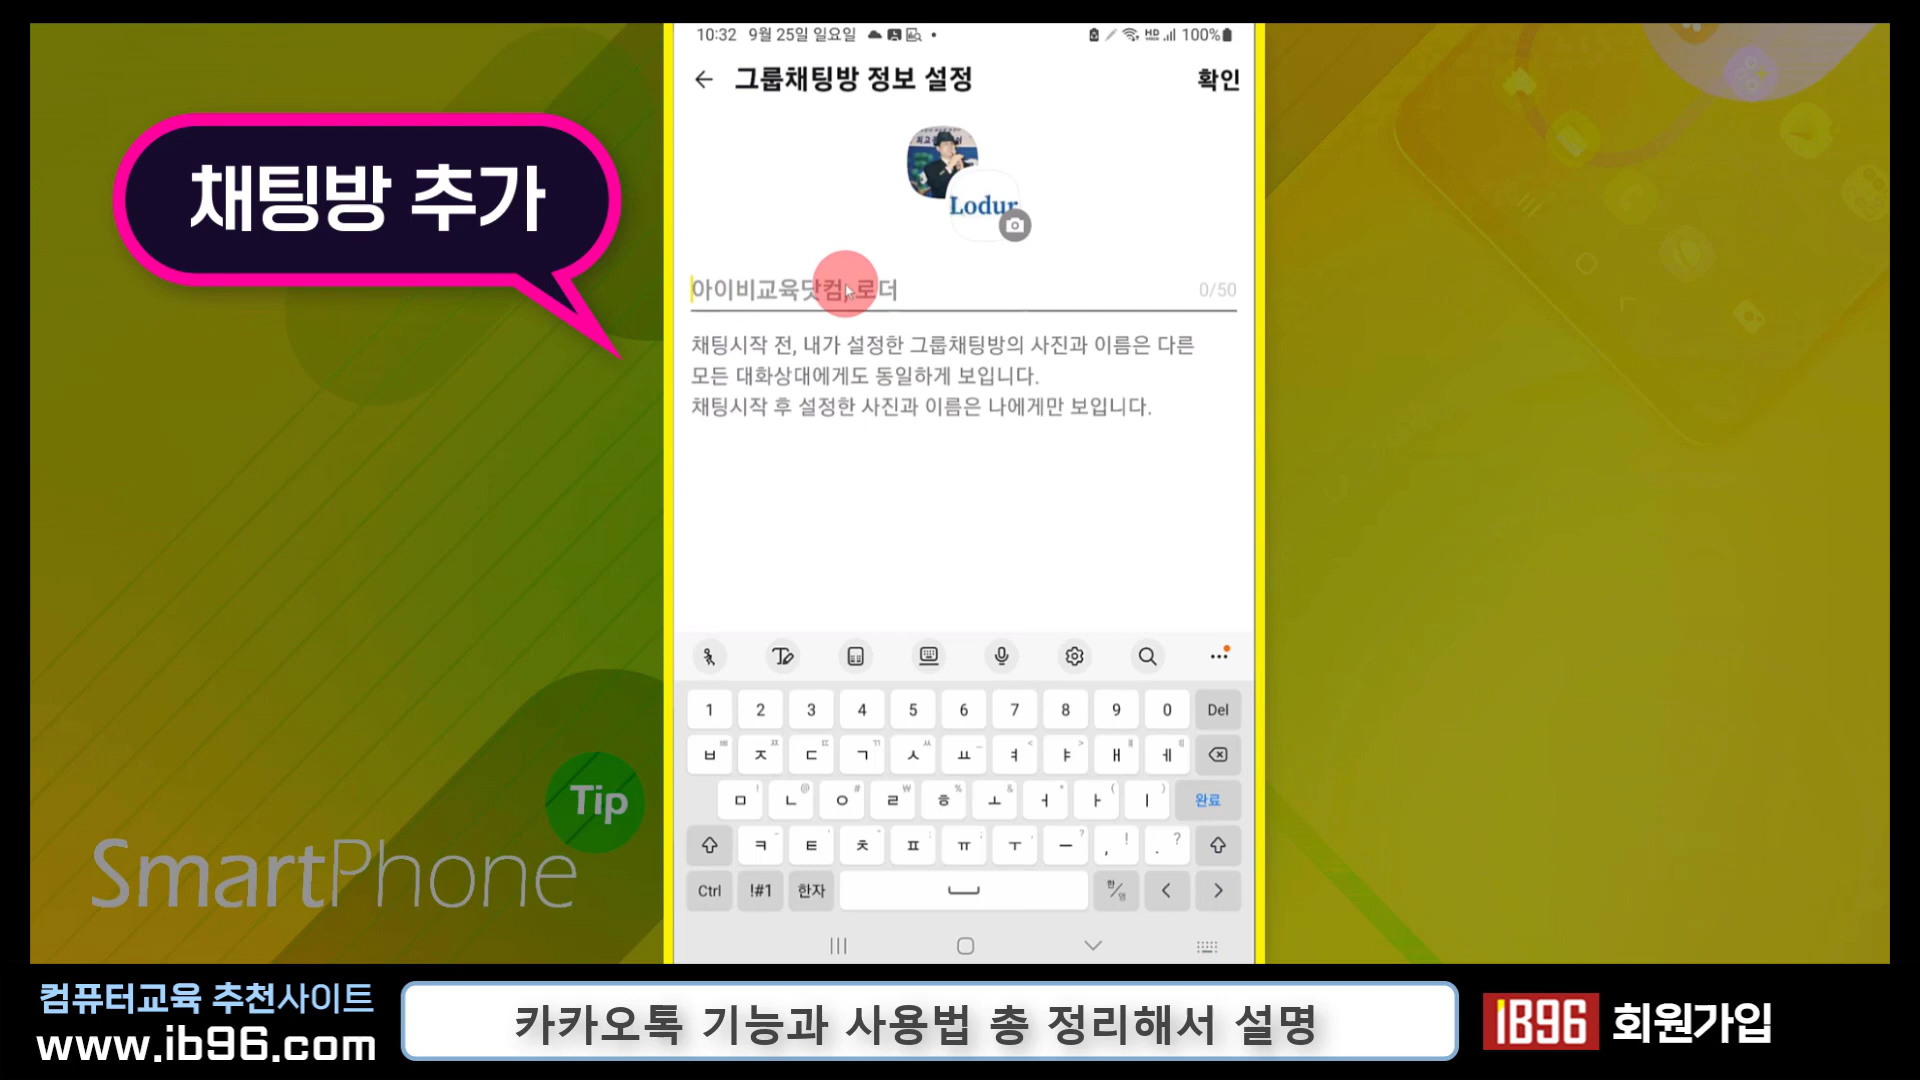 채팅방 추가
10:32 9월 25일 일요일
HD 100%
그룹채팅방 정보 설정
확인
Lodur
아이비교육닷컴, 로더
0/50
채팅시작 전, 내가 설정한 그룹채팅방의 사진과 이름은 다른
모든 대화상대에게도 동일하게 보입니다.
채팅시작 후 설정한 사진과 이름은 나에게만 보입니다.
1 2 3 4 5 6 7 8 9 0 Del
ㅂ ㅈ ㄷ ㄱ ㅅ ㅛ ㅕ ㅑ ㅐ ㅔ
ㅁ ㄴ ㅇ ㄹ ㅎ ㅗ ㅓ ㅏ ㅣ 완료
ㅋ ㅌ ㅊ ㅍ ㅠ ㅜ ㅡ , ! . ?
Ctrl !#1 한자 한/영
Tip
SmartPhone
컴퓨터교육 추천사이트
www.ib96.com
카카오톡 기능과 사용법 총 정리해서 설명
IB96 회원가입